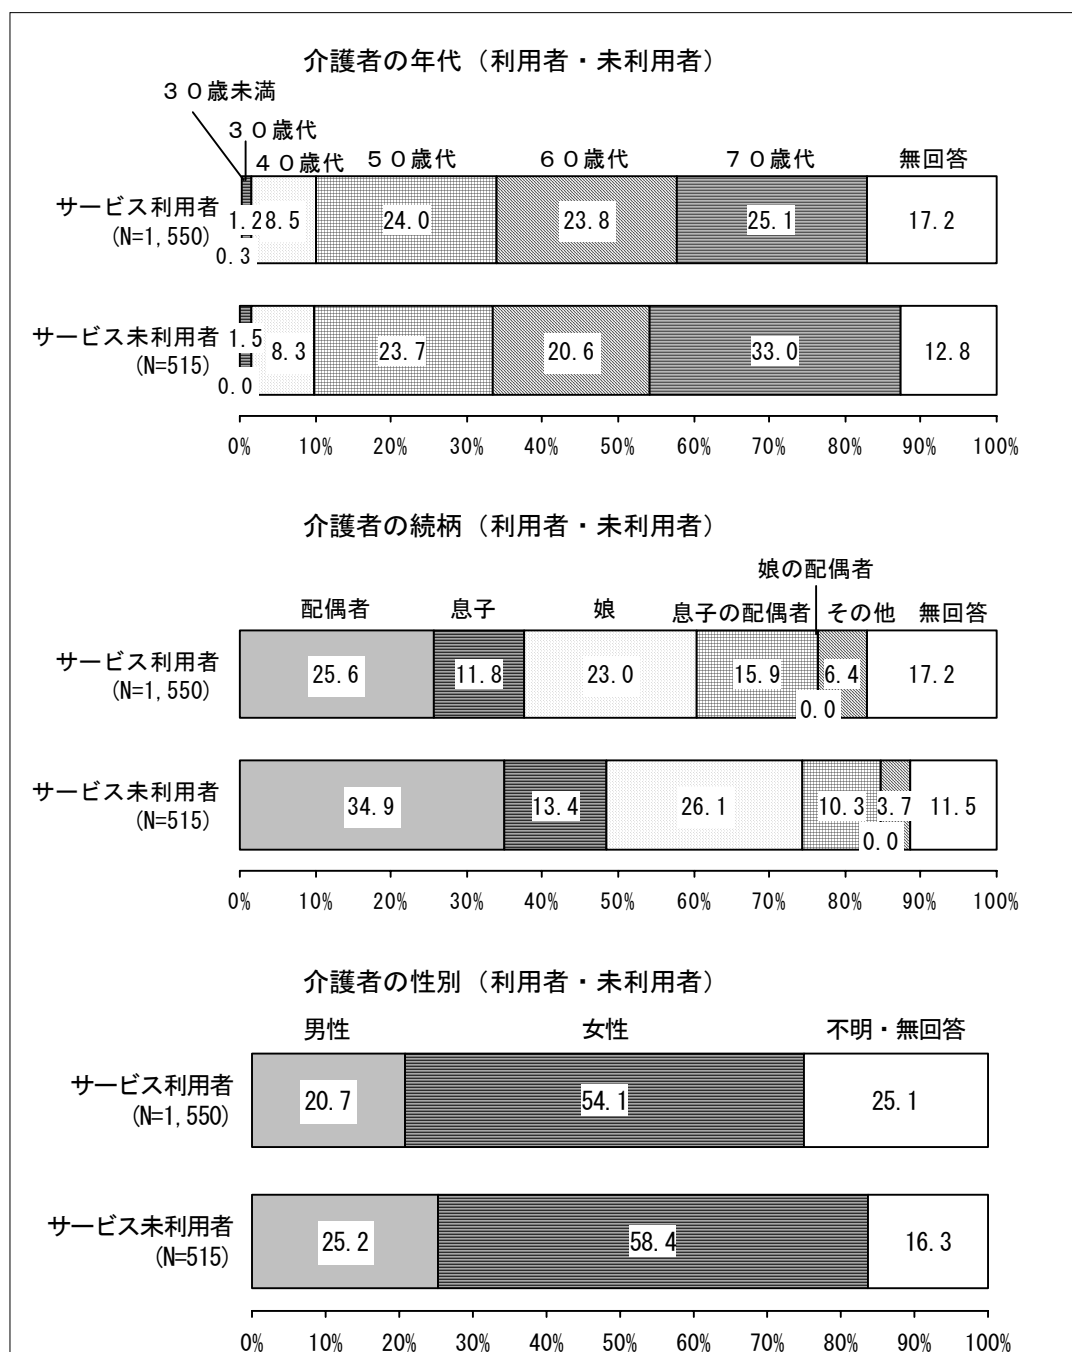 介護者の年代（利用者・未利用者）
３０歳未満
３０歳代
４０歳代 ５０歳代 ６０歳代 ７０歳代 無回答
サービス利用者
(N=1,550)
1.2 8.5 24.0 23.8 25.1 17.2
0.3
サービス未利用者
(N=515)
1.5 8.3 23.7 20.6 33.0 12.8
0.0
0% 10% 20% 30% 40% 50% 60% 70% 80% 90% 100%
介護者の続柄（利用者・未利用者）
娘の配偶者
配偶者 息子 娘 息子の配偶者 その他 無回答
サービス利用者
(N=1,550)
25.6 11.8 23.0 15.9 6.4 17.2
0.0
サービス未利用者
(N=515)
34.9 13.4 26.1 10.3 3.7 11.5
0.0
0% 10% 20% 30% 40% 50% 60% 70% 80% 90% 100%
介護者の性別（利用者・未利用者）
男性 女性 不明・無回答
サービス利用者
(N=1,550)
20.7 54.1 25.1
サービス未利用者
(N=515)
25.2 58.4 16.3
0% 10% 20% 30% 40% 50% 60% 70% 80% 90% 100%